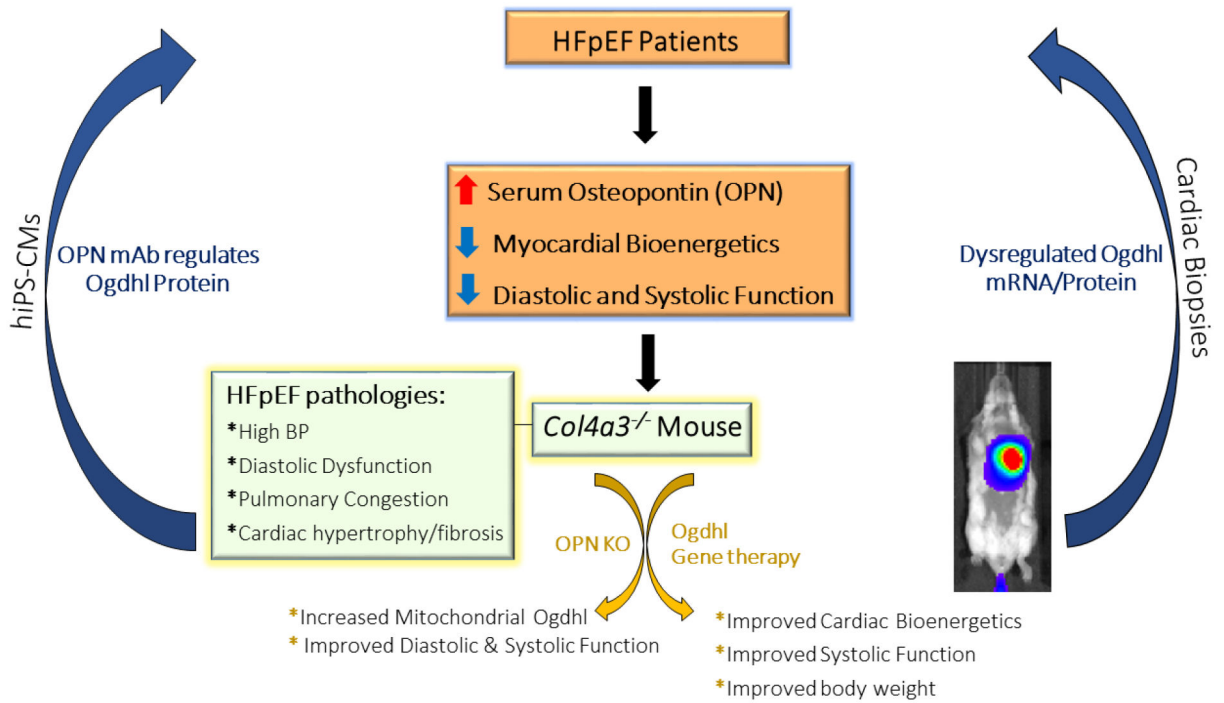 HFpEF Patients
Serum Osteopontin (OPN)
Myocardial Bioenergetics
Diastolic and Systolic Function
hiPS-CMs
OPN mAb regulates
Ogdhl Protein
Dysregulated Ogdhl
mRNA/Protein
Cardiac Biopsies
HFpEF pathologies:
*High BP
*Diastolic Dysfunction
*Pulmonary Congestion
*Cardiac hypertrophy/fibrosis
Col4a3-/- Mouse
OPN KO
Ogdhl
Gene therapy
*Increased Mitochondrial Ogdhl
* Improved Diastolic & Systolic Function
*Improved Cardiac Bioenergetics
*Improved Systolic Function
*Improved body weight